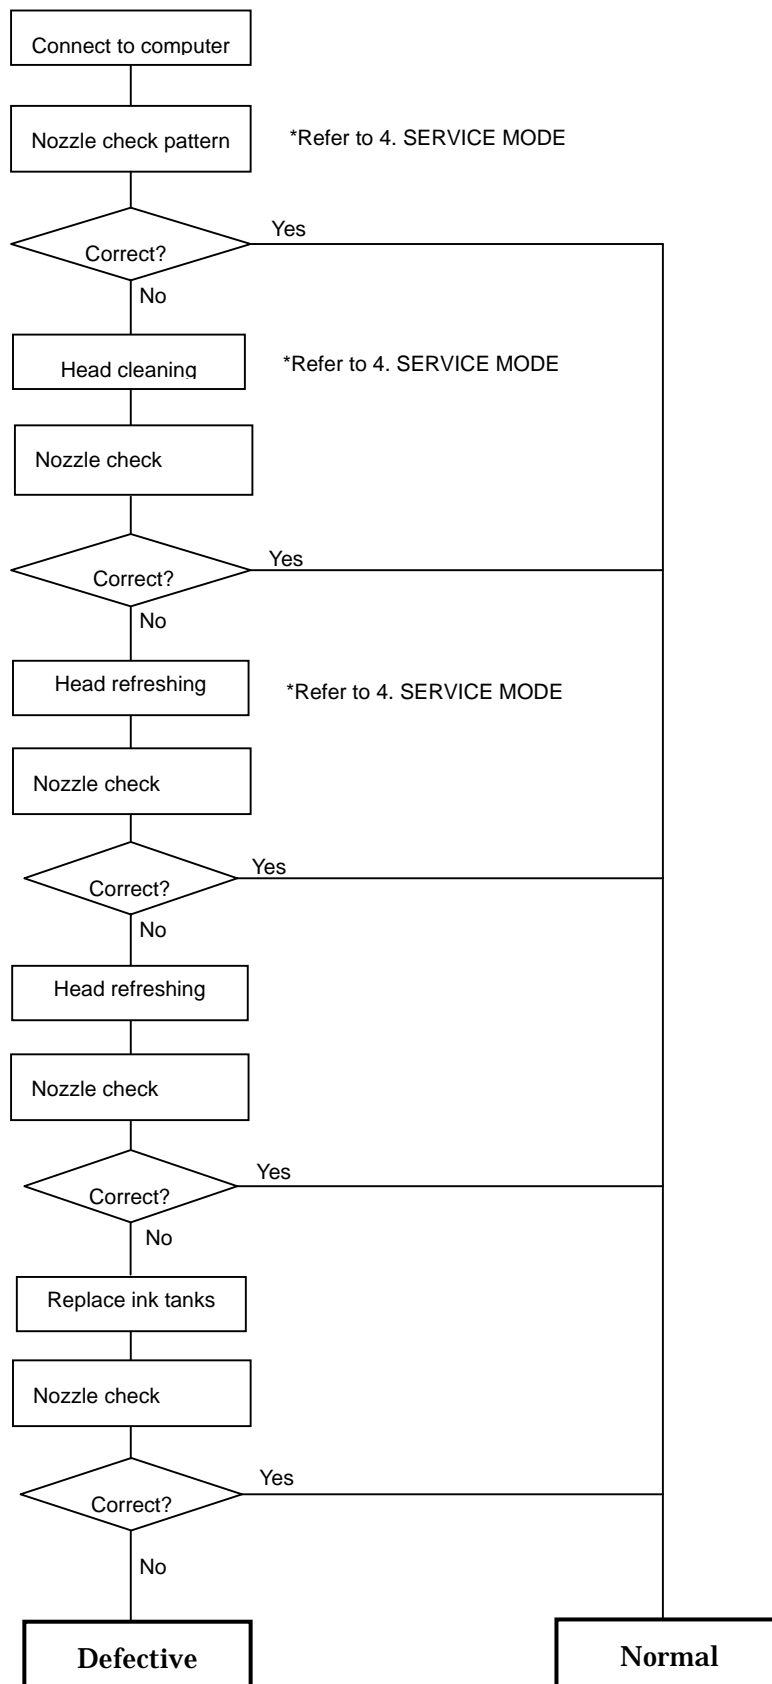 Connect to computer
Nozzle check pattern
*Refer to 4. SERVICE MODE
Yes
Correct?
No
Head cleaning
*Refer to 4. SERVICE MODE
Nozzle check
Yes
Correct?
No
Head refreshing
*Refer to 4. SERVICE MODE
Nozzle check
Yes
Correct?
No
Head refreshing
Nozzle check
Yes
Correct?
No
Replace ink tanks
Nozzle check
Yes
Correct?
No
Defective
Normal